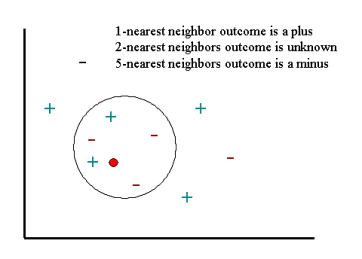 1-nearest neighbor outcome is a plus
2-nearest neighbors outcome is unknown
5-nearest neighbors outcome is a minus